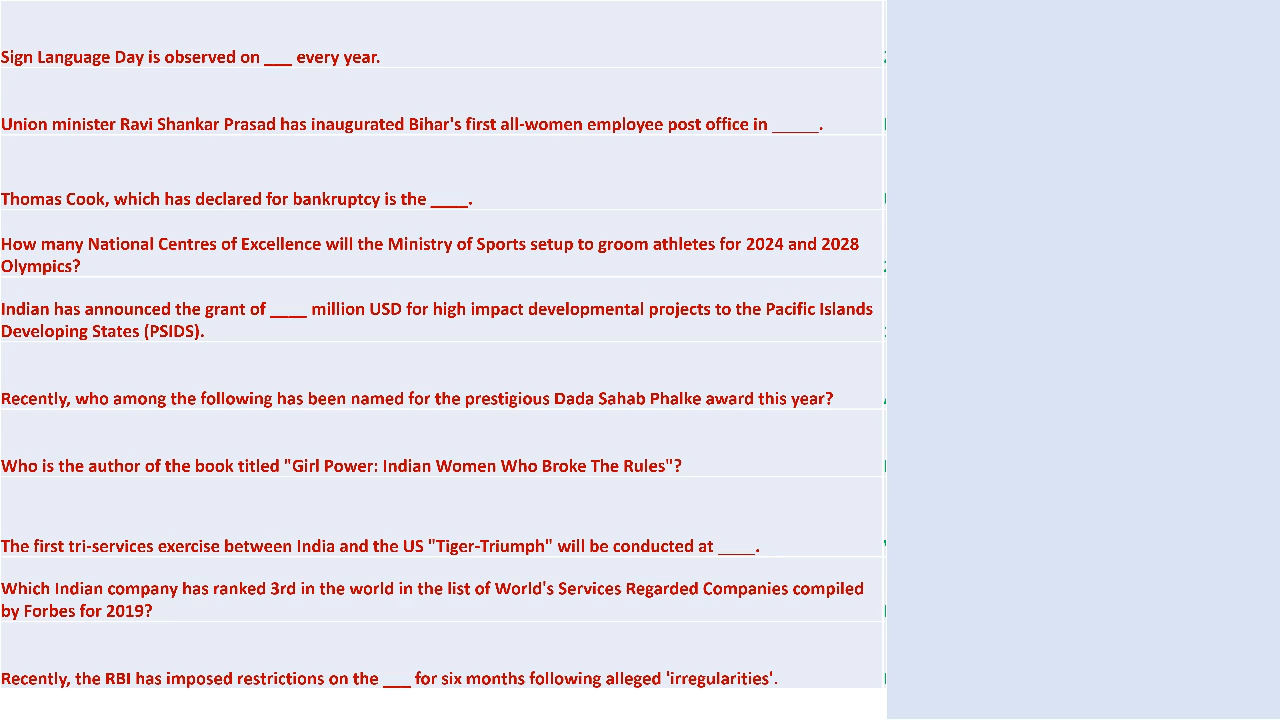 Sign Language Day is observed on ___ every year.
Union minister Ravi Shankar Prasad has inaugurated Bihar's first all-women employee post office in _____.
Thomas Cook, which has declared for bankruptcy is the ____.
How many National Centres of Excellence will the Ministry of Sports setup to groom athletes for 2024 and 2028
Olympics?
Indian has announced the grant of ____ million USD for high impact developmental projects to the Pacific Islands
Developing States (PSIDS).
Recently, who among the following has been named for the prestigious Dada Sahab Phalke award this year?
Who is the author of the book titled "Girl Power: Indian Women Who Broke The Rules"?
The first tri-services exercise between India and the US "Tiger-Triumph" will be conducted at ____.
Which Indian company has ranked 3rd in the world in the list of World's Services Regarded Companies compiled
by Forbes for 2019?
Recently, the RBI has imposed restrictions on the ___ for six months following alleged 'irregularities'.